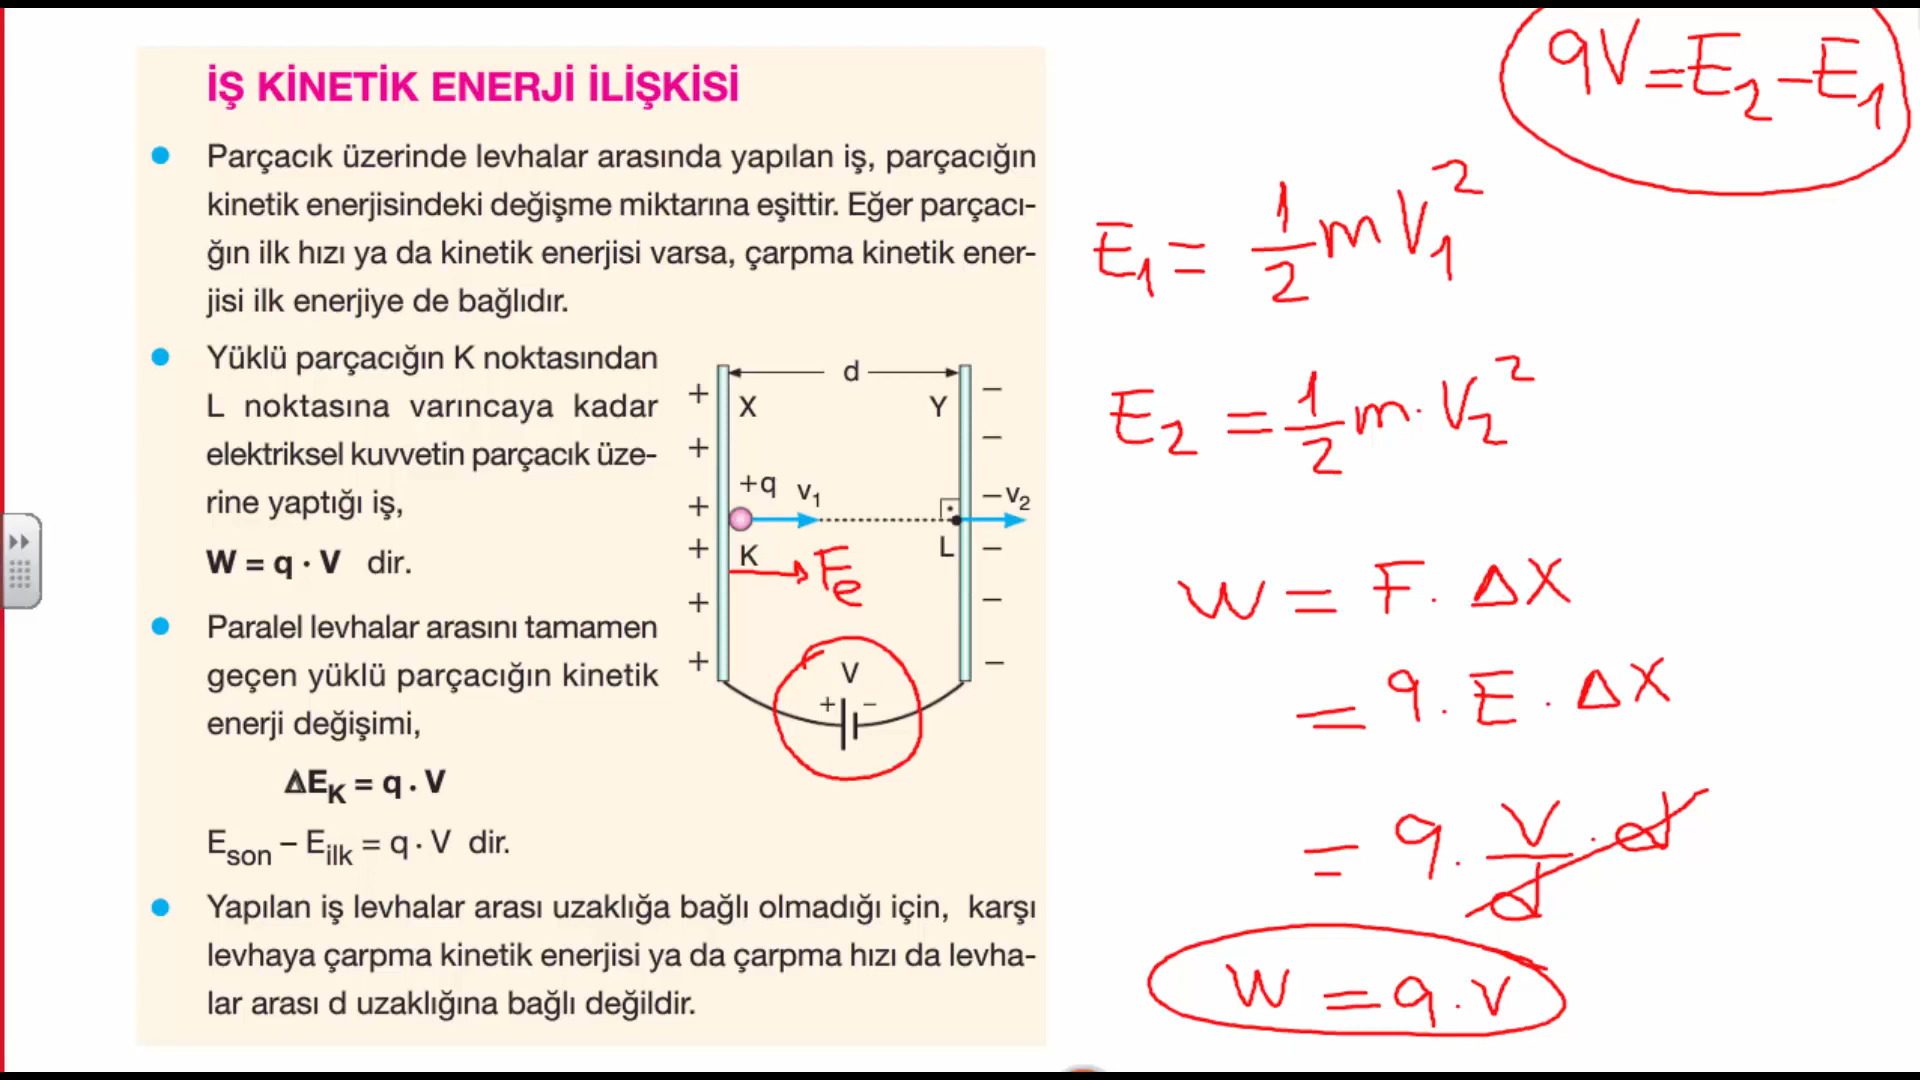 İŞ KİNETİK ENERJİ İLİŞKİSİ
Parçacık üzerinde levhalar arasında yapılan iş, parçacığın
kinetik enerjisindeki değişme miktarına eşittir. Eğer parçacı-
ğın ilk hızı ya da kinetik enerjisi varsa, çarpma kinetik ener-
jisi ilk enerjiye de bağlıdır.
Yüklü parçacığın K noktasından
L noktasına varıncaya kadar
elektriksel kuvvetin parçacık üze-
rine yaptığı iş,
W = q · V dir.
Paralel levhalar arasını tamamen
geçen yüklü parçacığın kinetik
enerji değişimi,
ΔE_K = q · V
E_son – E_ilk = q · V dir.
Yapılan iş levhalar arası uzaklığa bağlı olmadığı için, karşı
levhaya çarpma kinetik enerjisi ya da çarpma hızı da levha-
lar arası d uzaklığına bağlı değildir.
d
+ X Y –
+ –
+ +q v₁ – v₂
+ K L –
F_e
+ –
+ –
V
+ –
qV = E₂ – E₁
E₁ = 1/2 m V₁²
E₂ = 1/2 m · V₂²
W = F · ΔX
= q · E · ΔX
= q · V/d · d
W = q · V